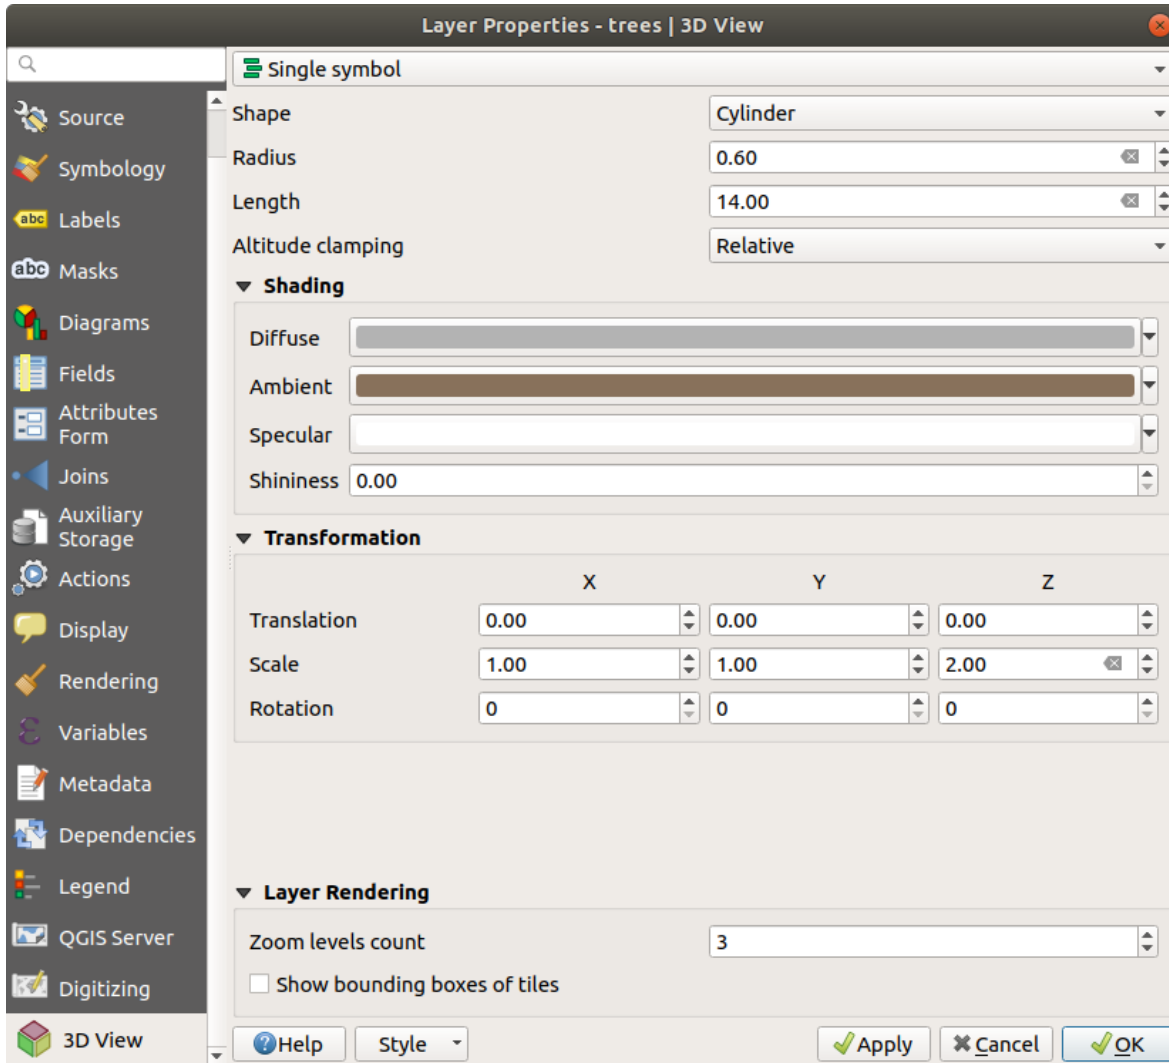 Layer Properties - trees | 3D View
Source
Symbology
abc Labels
abc Masks
Diagrams
Fields
Attributes
Form
Joins
Auxiliary
Storage
Actions
Display
Rendering
Variables
Metadata
Dependencies
Legend
QGIS Server
Digitizing
3D View
Single symbol
Shape Cylinder
Radius 0.60
Length 14.00
Altitude clamping Relative
Shading
Diffuse
Ambient
Specular
Shininess 0.00
Transformation
X Y Z
Translation 0.00 0.00 0.00
Scale 1.00 1.00 2.00
Rotation 0 0 0
Layer Rendering
Zoom levels count 3
Show bounding boxes of tiles
Help Style Apply Cancel OK